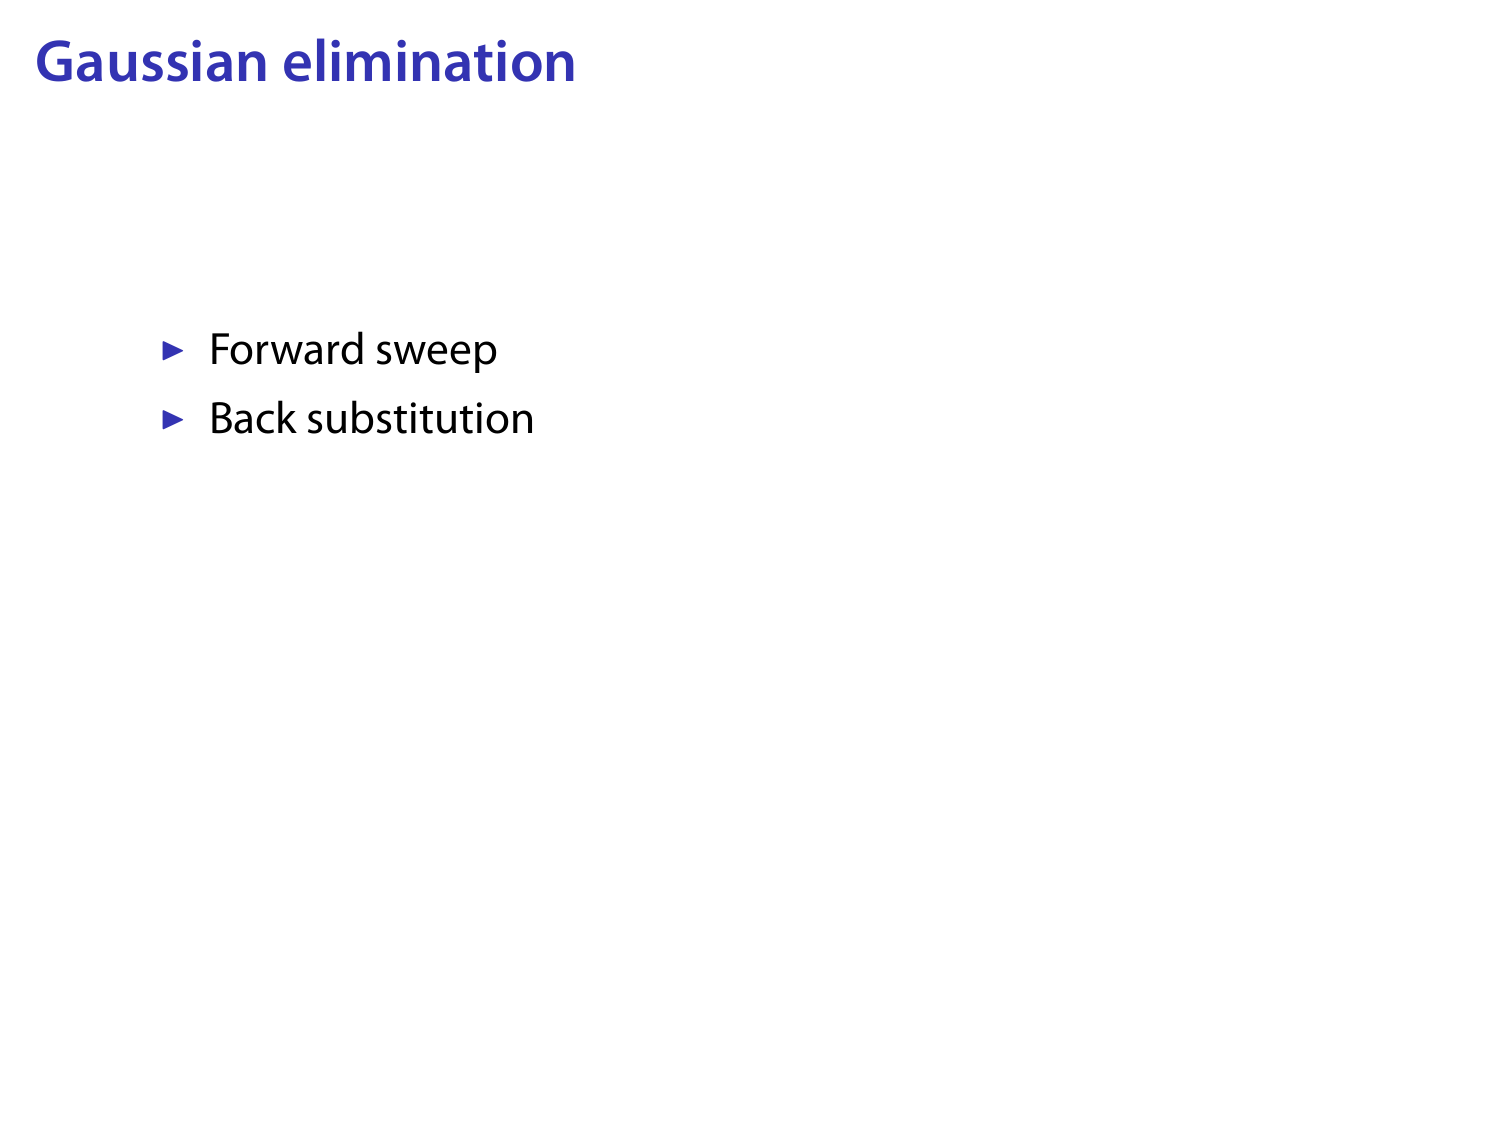 Gaussian elimination
▶ Forward sweep
▶ Back substitution